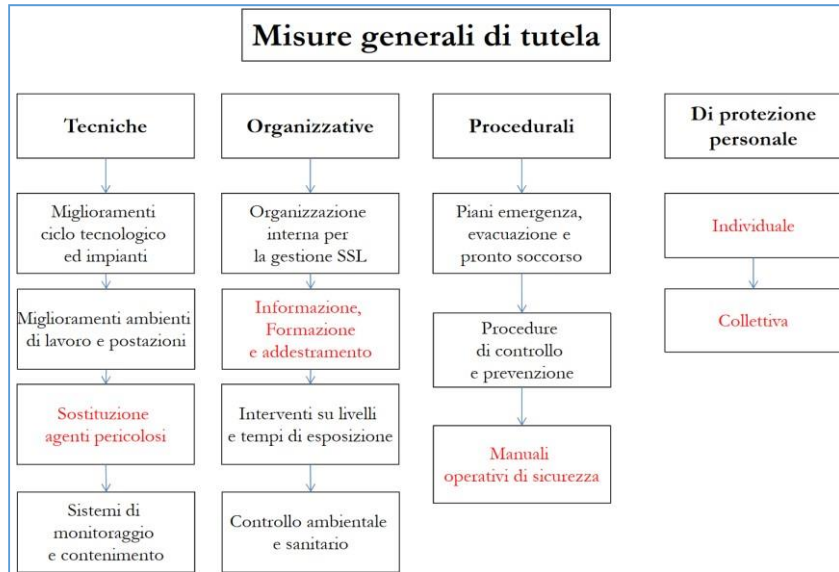 Misure generali di tutela
Tecniche
Miglioramenti
ciclo tecnologico
ed impianti
Miglioramenti ambienti
di lavoro e postazioni
Sostituzione
agenti pericolosi
Sistemi di
monitoraggio
e contenimento
Organizzative
Organizzazione
interna per
la gestione SSL
Informazione,
Formazione
e addestramento
Interventi su livelli
e tempi di esposizione
Controllo ambientale
e sanitario
Procedurali
Piani emergenza,
evacuazione e
pronto soccorso
Procedure
di controllo
e prevenzione
Manuali
operativi di sicurezza
Di protezione
personale
Individuale
Collettiva